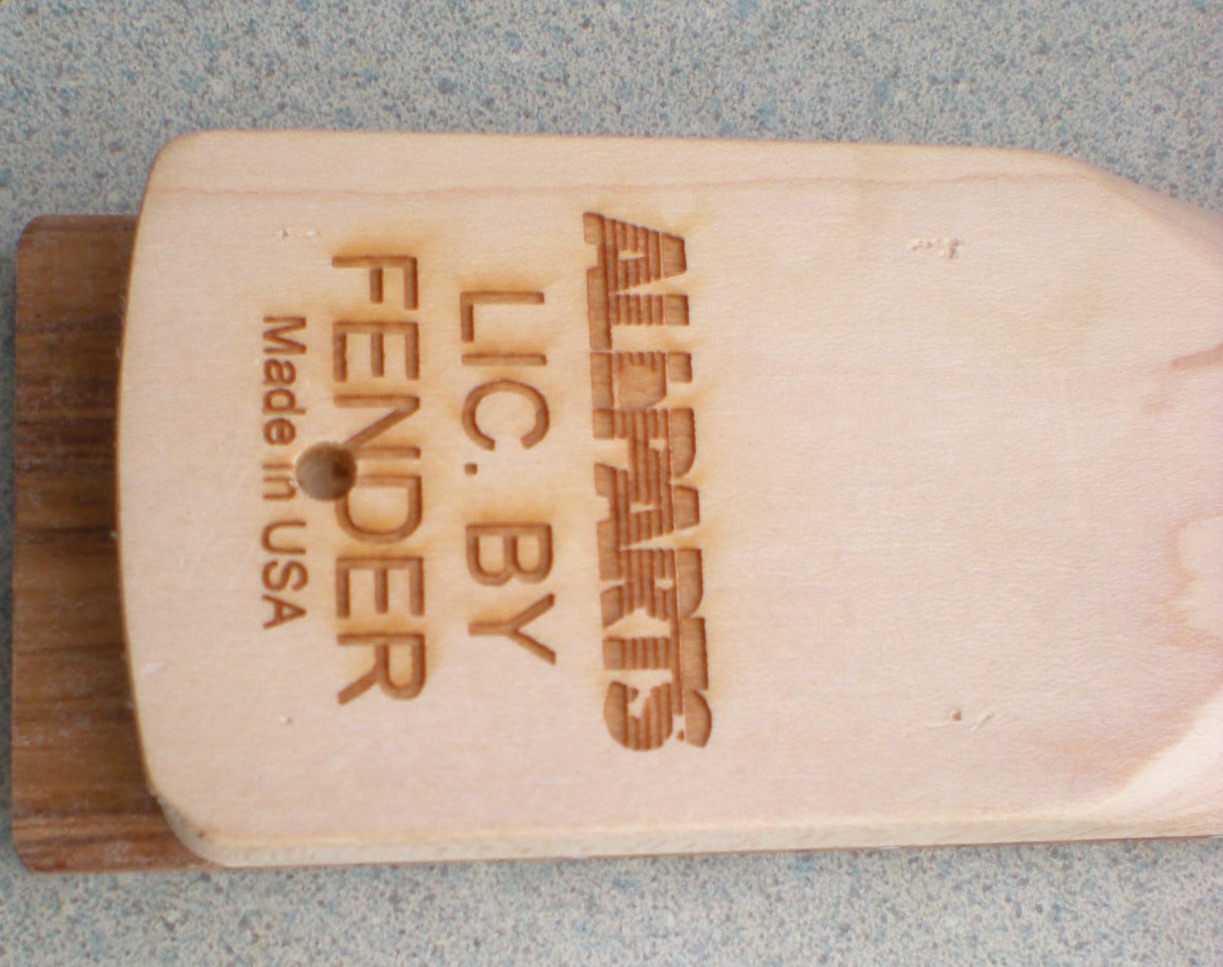 ALLPARTS
LIC. BY
FENDER
Made in USA